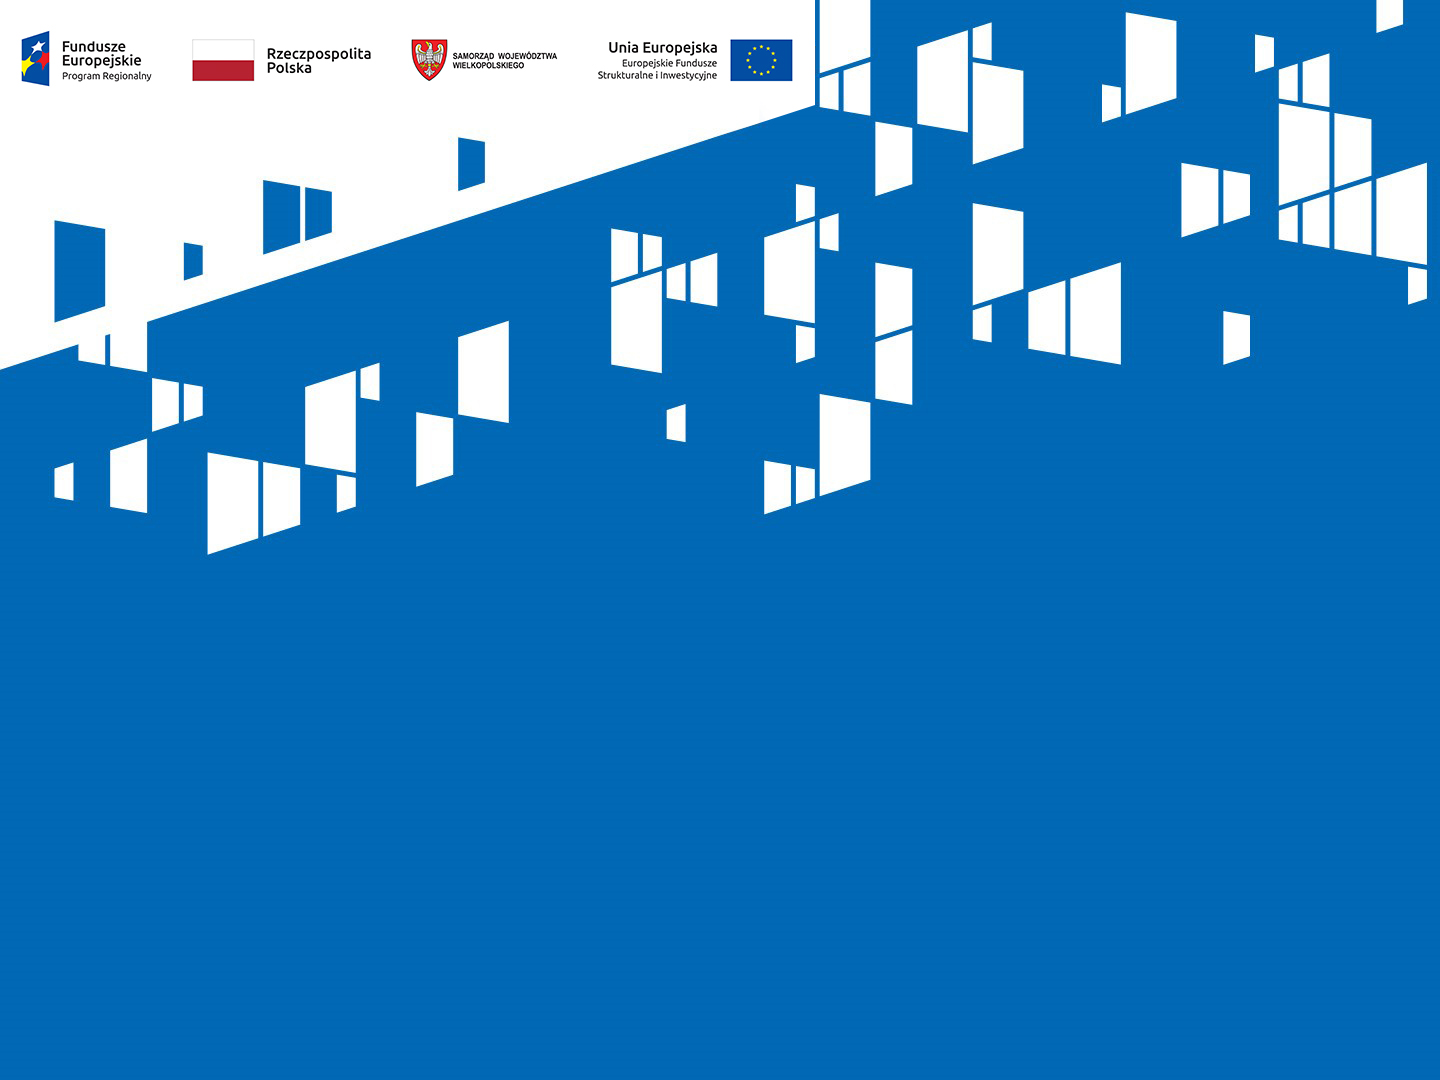 Fundusze
Europejskie
Program Regionalny
Rzeczpospolita
Polska
SAMORZĄD WOJEWÓDZTWA
WIELKOPOLSKIEGO
Unia Europejska
Europejskie Fundusze
Strukturalne i Inwestycyjne